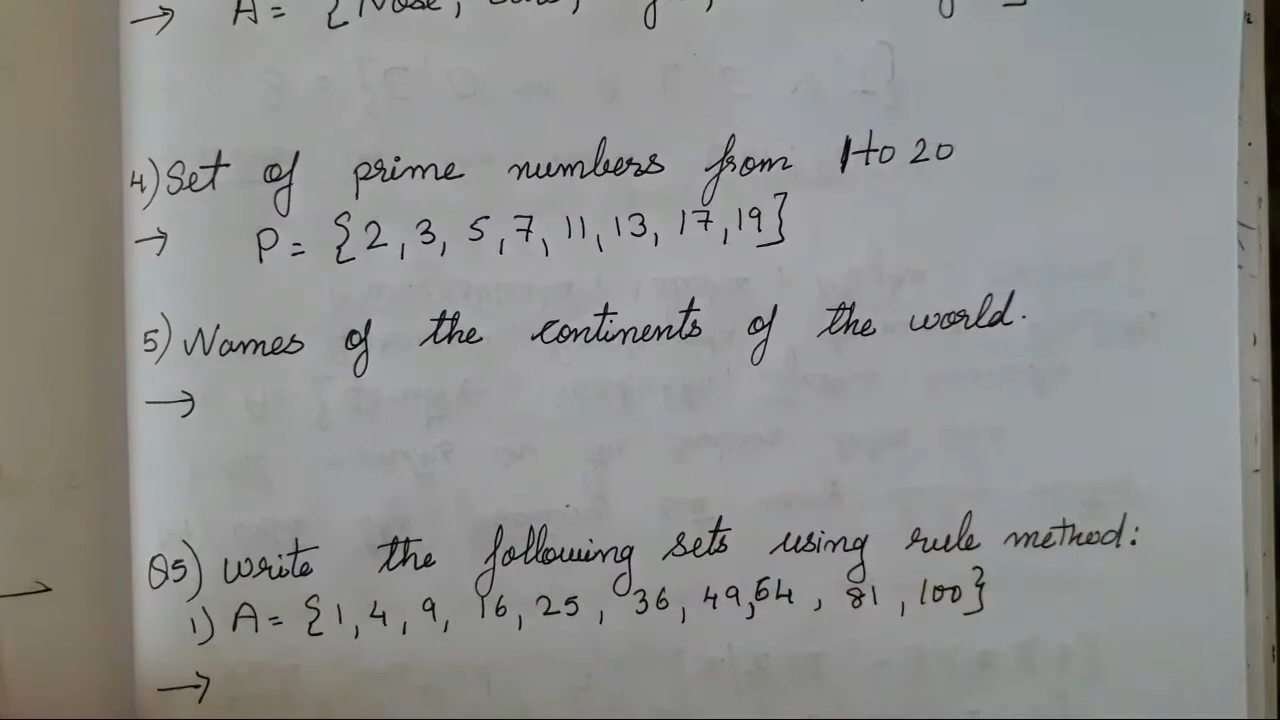 → A = {Nose,
4) Set of prime numbers from 1 to 20
→ P = {2, 3, 5, 7, 11, 13, 17, 19}
5) Names of the continents of the world.
→
Q5) write the following sets using rule method:
i) A = {1, 4, 9, 16, 25, 36, 49, 64, 81, 100}
→